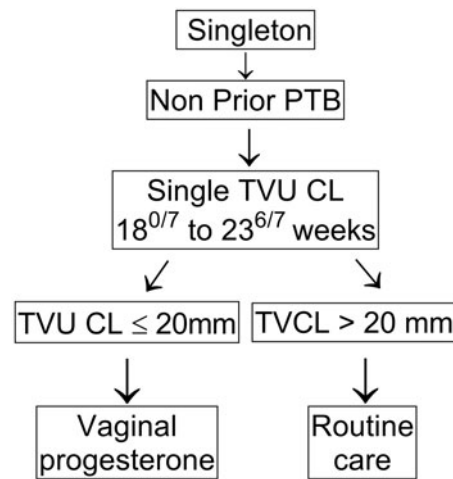 Singleton
Non Prior PTB
Single TVU CL
18^0/7 to 23^6/7 weeks
TVU CL ≤ 20mm
TVCL > 20 mm
Vaginal
progesterone
Routine
care